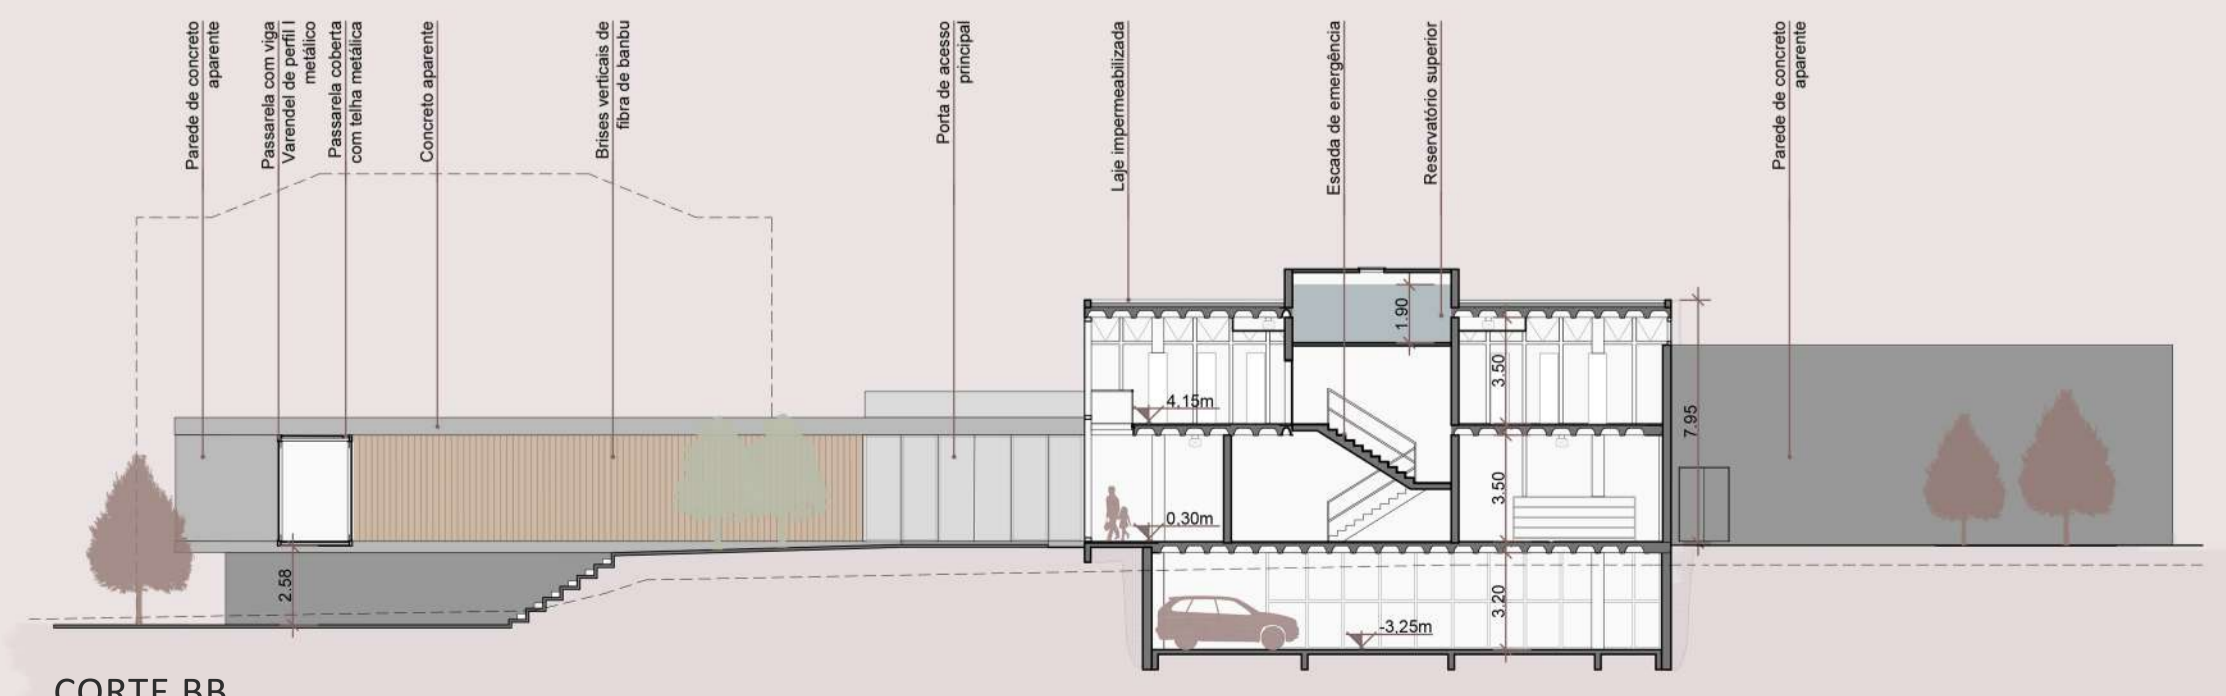 Parede de concreto
aparente
Passarela com viga
Varendel de perfil I
metálico
Passarela coberta
com telha metálica
Concreto aparente
Brises verticais de
fibra de banbu
Porta de acesso
principal
Laje impermeabilizada
Escada de emergência
Reservatório superior
Parede de concreto
aparente
1.90
3.50
4,15m
7.95
3.50
0,30m
2.58
3.20
-3,25m
CORTE BB